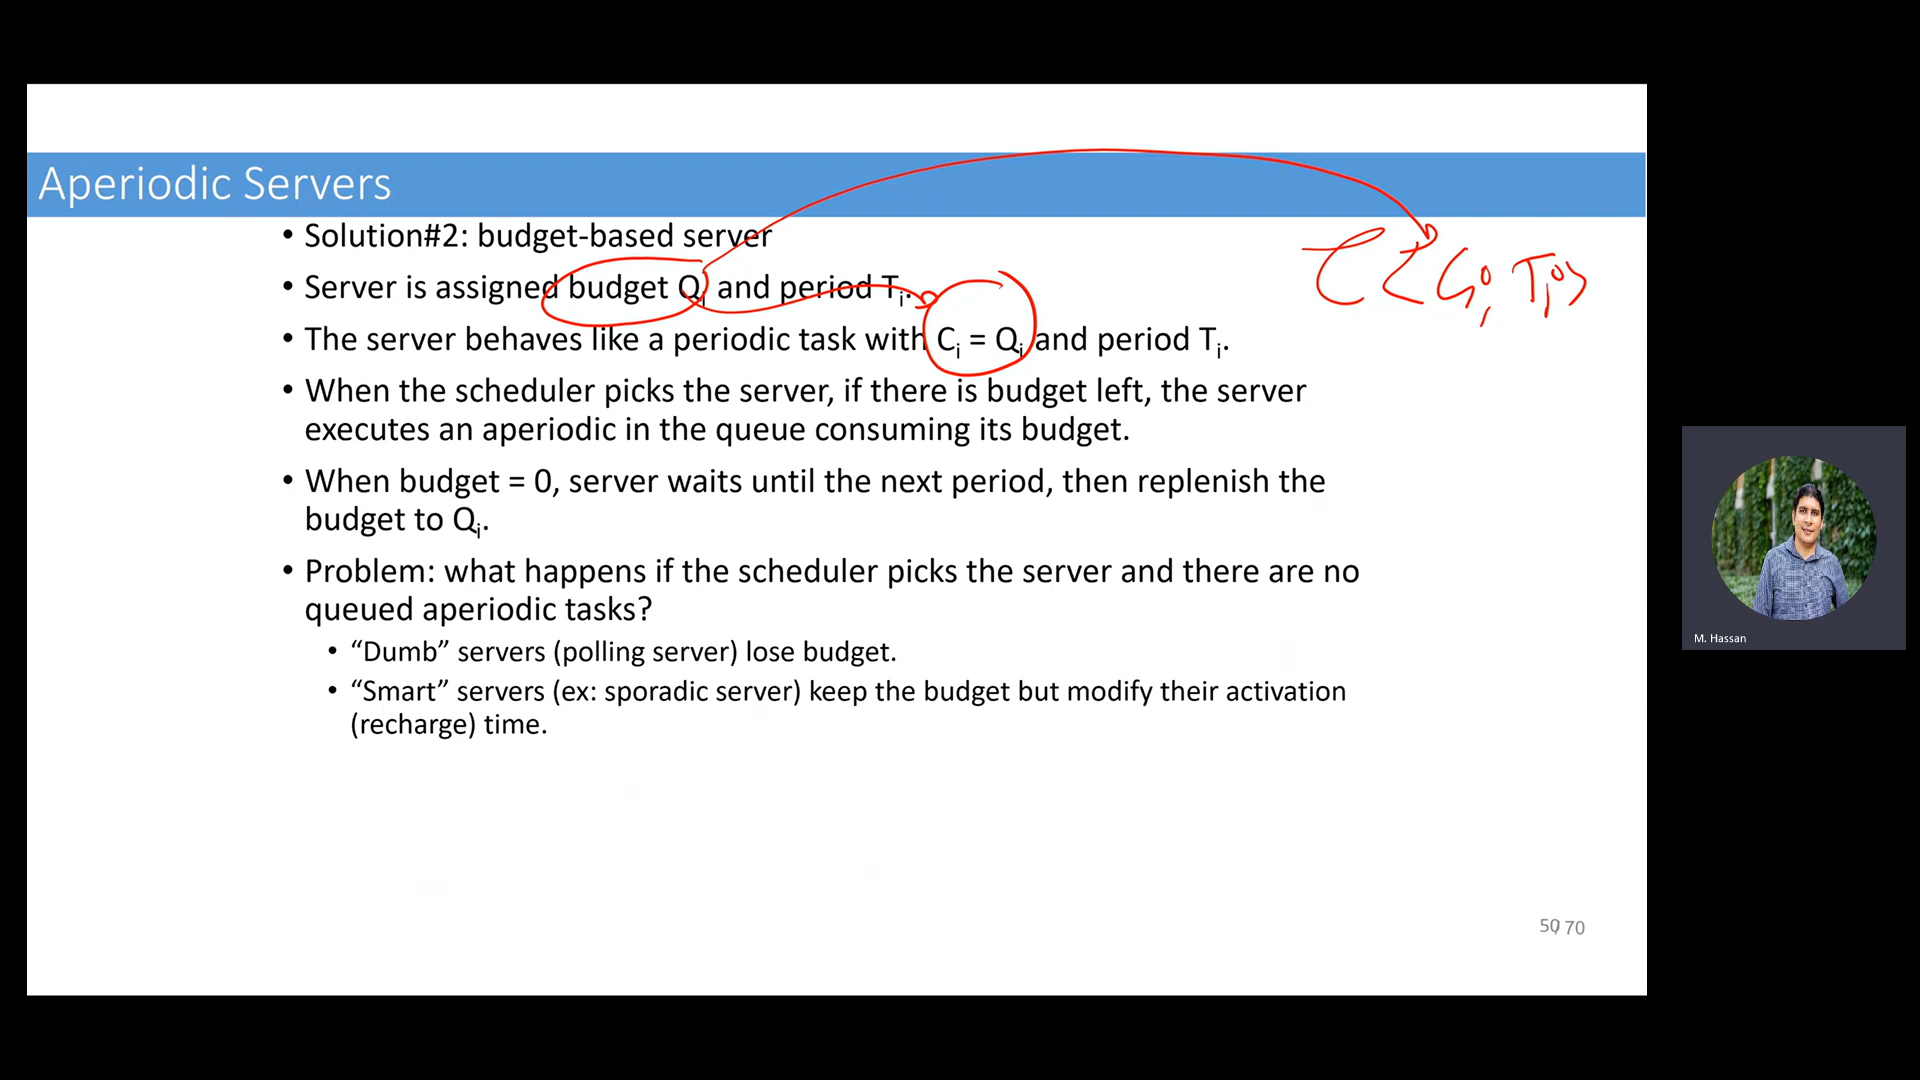 Aperiodic Servers
• Solution#2: budget-based server
• Server is assigned budget Qi and period Ti.
• The server behaves like a periodic task with Ci = Qi and period Ti.
• When the scheduler picks the server, if there is budget left, the server
executes an aperiodic in the queue consuming its budget.
• When budget = 0, server waits until the next period, then replenish the
budget to Qi.
• Problem: what happens if the scheduler picks the server and there are no
queued aperiodic tasks?
• “Dumb” servers (polling server) lose budget.
• “Smart” servers (ex: sporadic server) keep the budget but modify their activation
(recharge) time.
M. Hassan
50/ 70